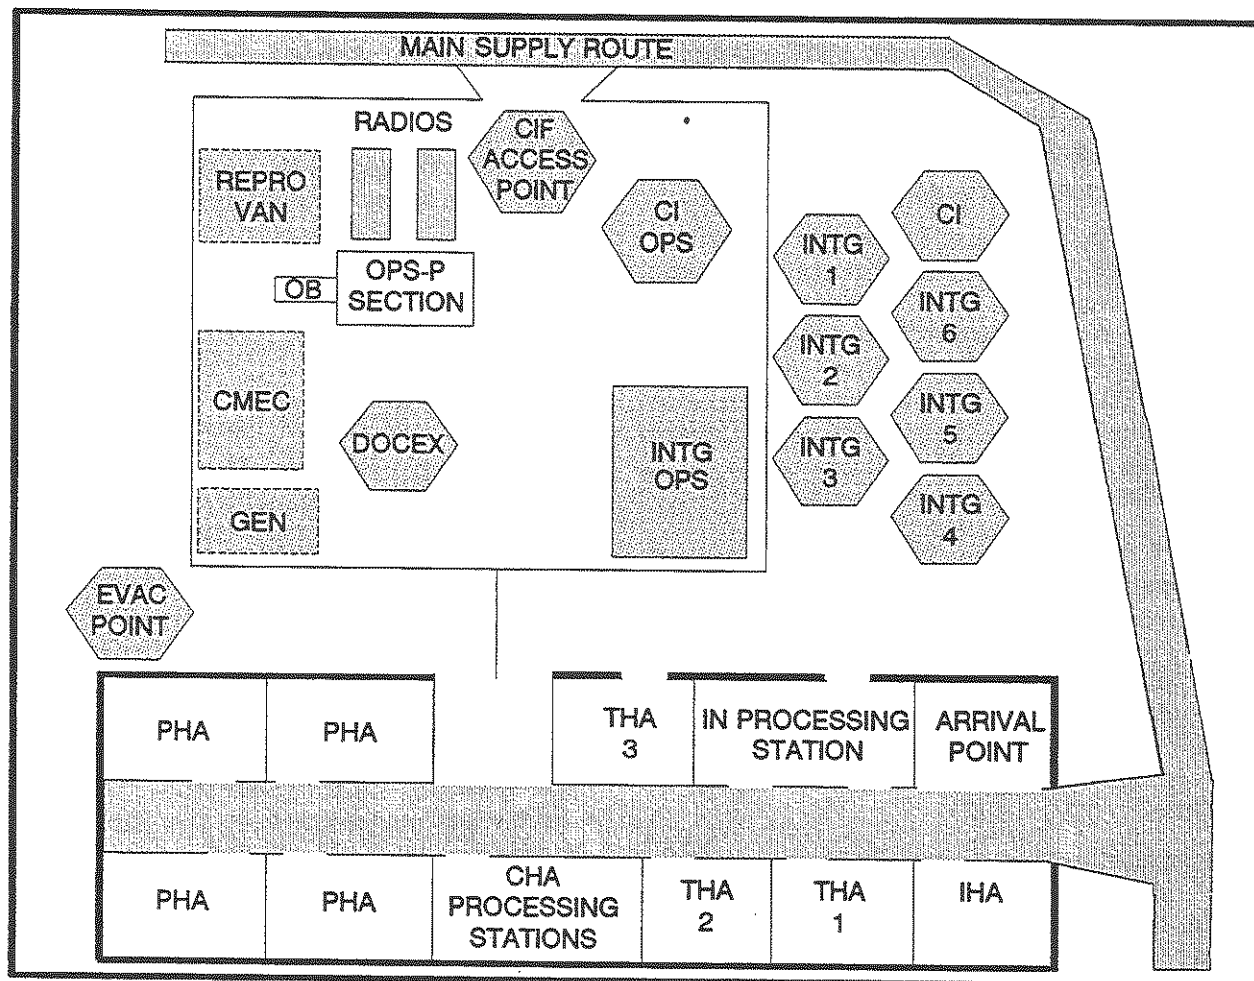 MAIN SUPPLY ROUTE
RADIOS
CIF
ACCESS
POINT
REPRO
VAN
CI
OPS
CI
INTG
1
OPS-P
SECTION
OB
INTG
6
INTG
2
CMEC
DOCEX
INTG
OPS
INTG
5
INTG
3
GEN
INTG
4
EVAC
POINT
PHA
PHA
THA
3
IN PROCESSING
STATION
ARRIVAL
POINT
PHA
PHA
CHA
PROCESSING
STATIONS
THA
2
THA
1
IHA